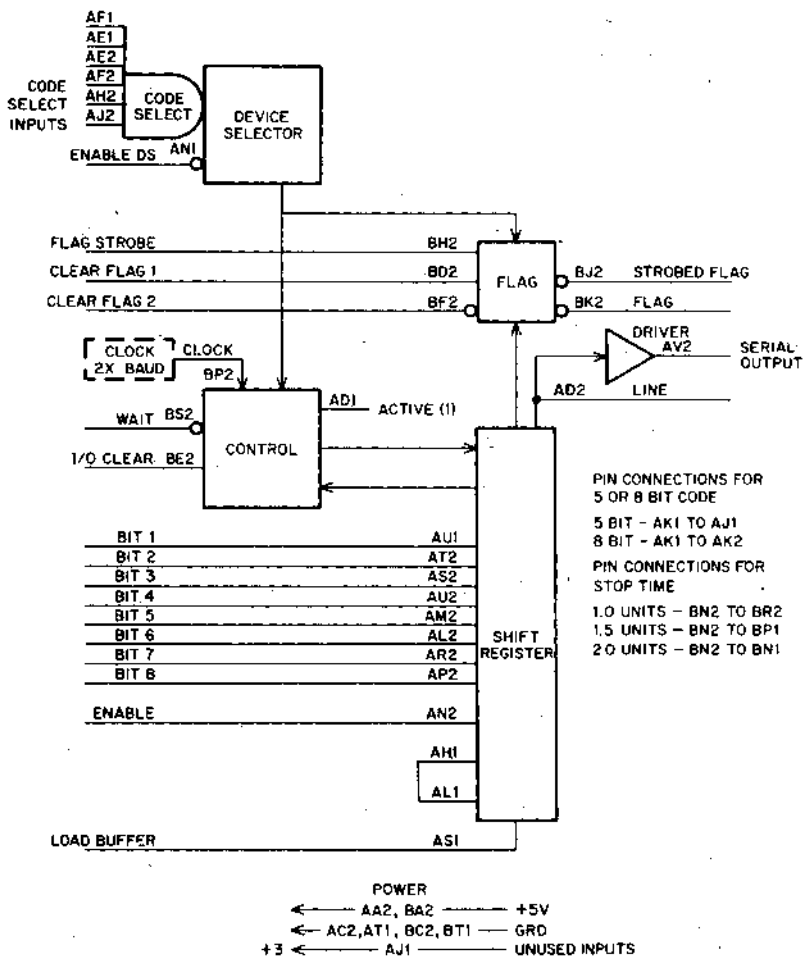 AF1
AE1
AE2
AF2
AH2
AJ2
CODE
SELECT
INPUTS
CODE
SELECT
DEVICE
SELECTOR
ENABLE DS AN1
FLAG STROBE BH2
CLEAR FLAG 1 BD2
CLEAR FLAG 2 BF2
FLAG
BJ2 STROBED FLAG
BK2 FLAG
DRIVER
AV2
SERIAL
OUTPUT
AD2 LINE
CLOCK
2X BAUD
CLOCK
BP2
WAIT BS2
I/O CLEAR BE2
CONTROL
AD1
ACTIVE (1)
BIT 1 AU1
BIT 2 AT2
BIT 3 AS2
BIT 4 AU2
BIT 5 AM2
BIT 6 AL2
BIT 7 AR2
BIT 8 AP2
ENABLE AN2
AH1
AL1
LOAD BUFFER AS1
SHIFT
REGISTER
PIN CONNECTIONS FOR
5 OR 8 BIT CODE
5 BIT - AK1 TO AJ1
8 BIT - AK1 TO AK2
PIN CONNECTIONS FOR
STOP TIME
1.0 UNITS - BN2 TO BR2
1.5 UNITS - BN2 TO BP1
2.0 UNITS - BN2 TO BN1
POWER
AA2, BA2 +5V
AC2, AT1, BC2, BT1 GRD
+3 AJ1 UNUSED INPUTS